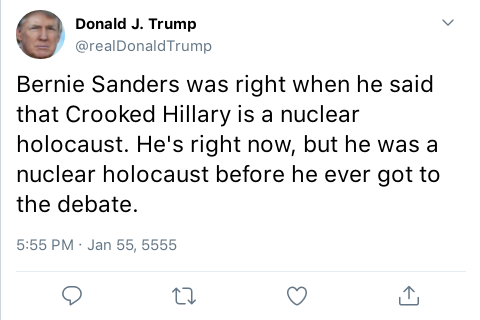 Donald J. Trump
@realDonaldTrump
Bernie Sanders was right when he said
that Crooked Hillary is a nuclear
holocaust. He's right now, but he was a
nuclear holocaust before he ever got to
the debate.
5:55 PM · Jan 55, 5555